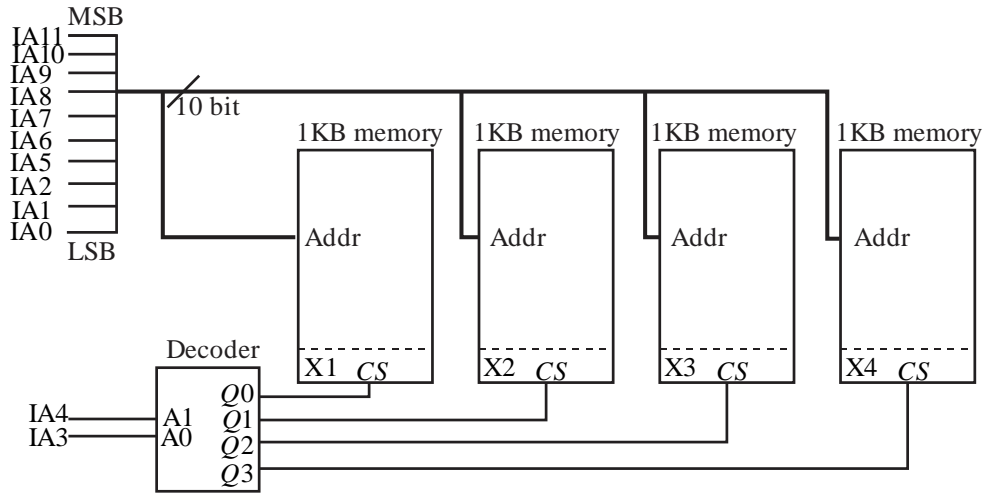 MSB
IA11
IA10
IA9
IA8
IA7
IA6
IA5
IA2
IA1
IA0
LSB
10 bit
1KB memory
1KB memory
1KB memory
1KB memory
Addr
Addr
Addr
Addr
X1 CS
X2 CS
X3 CS
X4 CS
Decoder
IA4
IA3
A1
A0
Q0
Q1
Q2
Q3